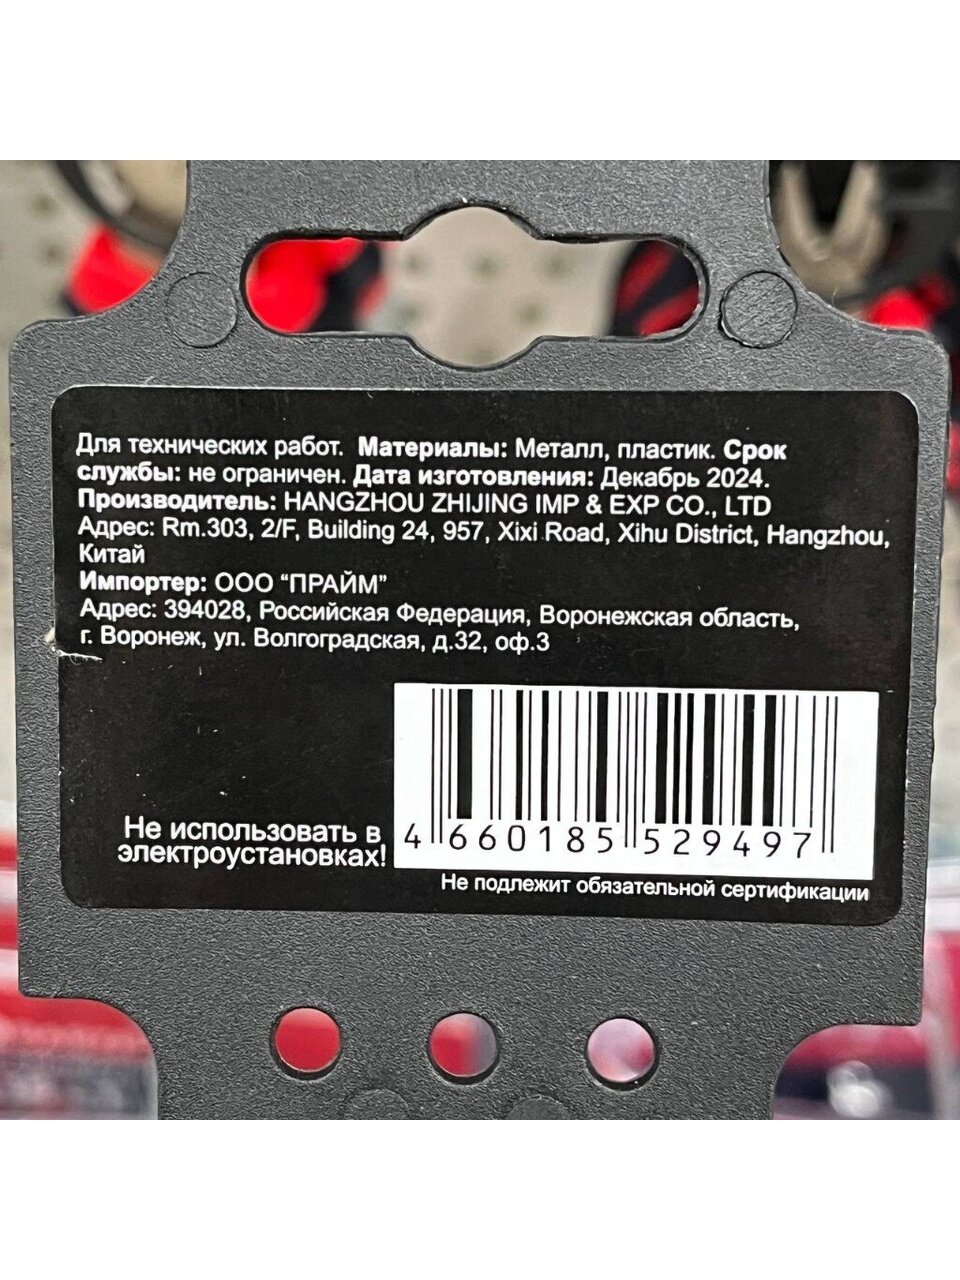 Для технических работ. Материалы: Металл, пластик. Срок
службы: не ограничен. Дата изготовления: Декабрь 2024.
Производитель: HANGZHOU ZHIJING IMP & EXP CO., LTD
Адрес: Rm.303, 2/F, Building 24, 957, Xixi Road, Xihu District, Hangzhou,
Китай
Импортер: ООО “ПРАЙМ”
Адрес: 394028, Российская Федерация, Воронежская область,
г. Воронеж, ул. Волгоградская, д.32, оф.3
Не использовать в
электроустановках!
4 660185 529497
Не подлежит обязательной сертификации